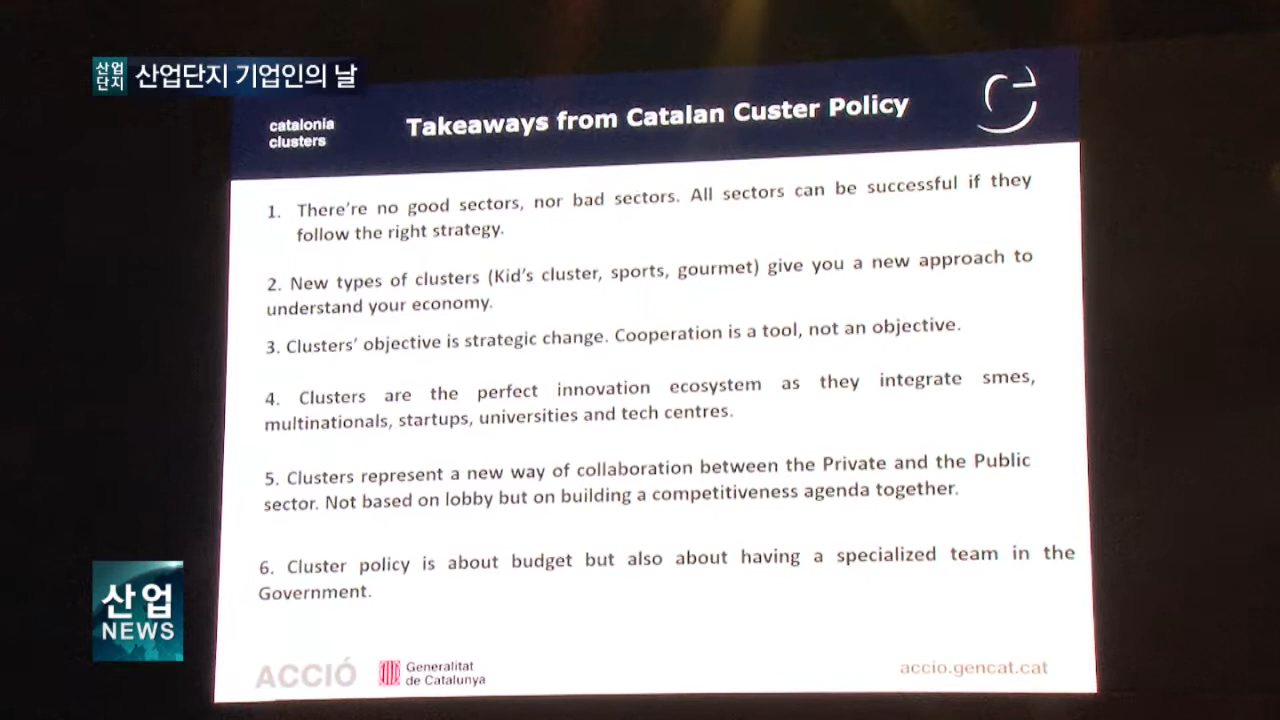 산업
단지 산업단지 기업인의 날
catalonia
clusters
Takeaways from Catalan Custer Policy
1. There’re no good sectors, nor bad sectors. All sectors can be successful if they
follow the right strategy.
2. New types of clusters (Kid’s cluster, sports, gourmet) give you a new approach to
understand your economy.
3. Clusters’ objective is strategic change. Cooperation is a tool, not an objective.
4. Clusters are the perfect innovation ecosystem as they integrate smes,
multinationals, startups, universities and tech centres.
5. Clusters represent a new way of collaboration between the Private and the Public
sector. Not based on lobby but on building a competitiveness agenda together.
6. Cluster policy is about budget but also about having a specialized team in the
Government.
산업
NEWS
ACCIÓ
Generalitat
de Catalunya
accio.gencat.cat